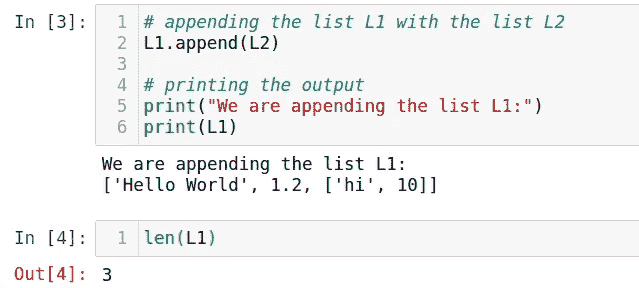 In [3]: 1 # appending the list L1 with the list L2
2 L1.append(L2)
3
4 # printing the output
5 print("We are appending the list L1:")
6 print(L1)
We are appending the list L1:
['Hello World', 1.2, ['hi', 10]]
In [4]: 1 len(L1)
Out[4]: 3